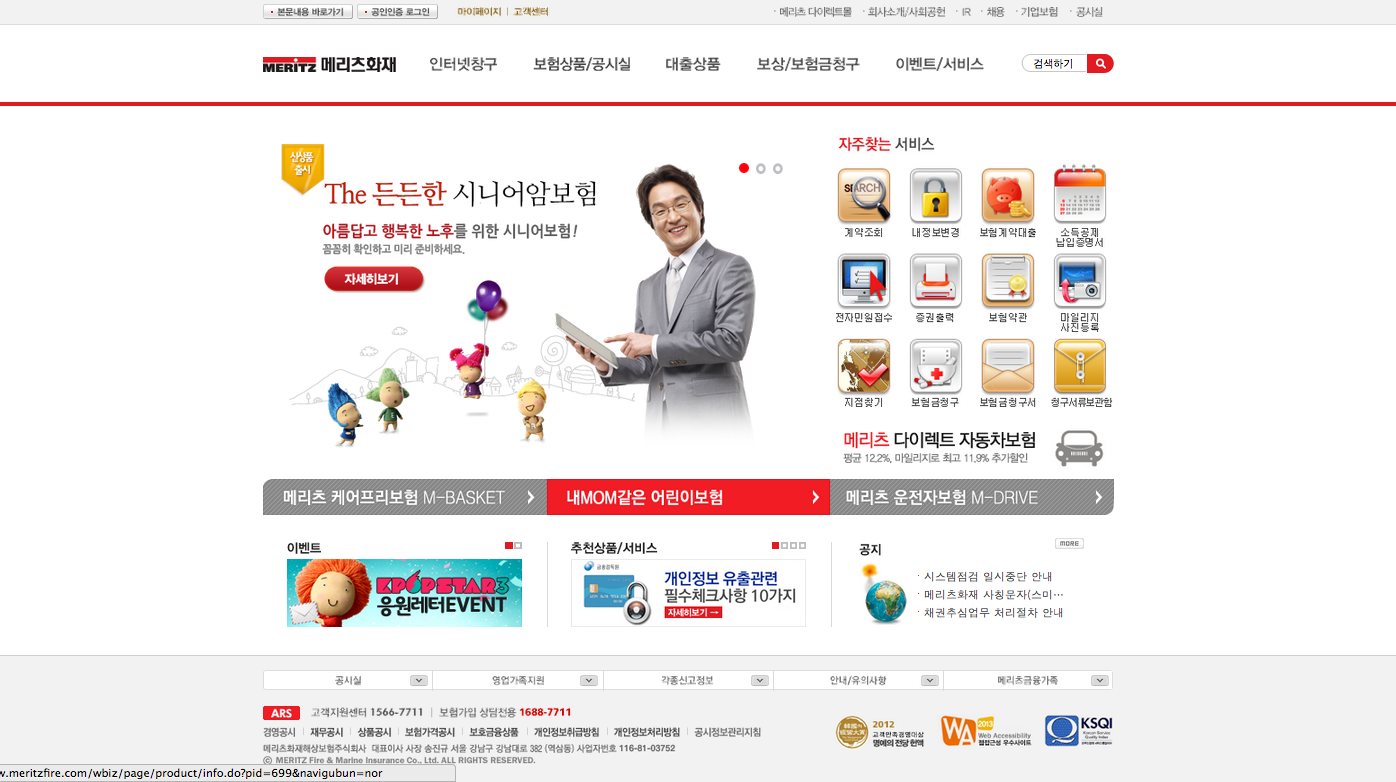 본문내용 바로가기 공인인증 로그인 마이페이지 | 고객센터 · 메리츠 다이렉트몰 · 회사소개/사회공헌 · IR · 채용 · 기업보험 · 공시실
MERITZ 메리츠화재 인터넷창구 보험상품/공시실 대출상품 보상/보험금청구 이벤트/서비스 검색하기
신상품
출시
The 든든한 시니어암보험
아름답고 행복한 노후를 위한 시니어보험!
꼼꼼히 확인하고 미리 준비하세요.
자세히보기
자주찾는 서비스
SEARCH
계약조회 내정보변경 보험계약대출 소득공제
납입증명서
전자민원접수 증권출력 보험약관 마일리지
사진등록
지점찾기 보험금청구 보험금청구서 청구서류보관함
메리츠 다이렉트 자동차보험
평균 12.2%, 마일리지로 최고 11.9% 추가할인
메리츠 케어프리보험 M-BASKET 내MOM같은 어린이보험 메리츠 운전자보험 M-DRIVE
이벤트
KPOPSTAR3
응원레터EVENT
추천상품/서비스
금융감독원
개인정보 유출관련
필수체크사항 10가지
자세히보기
공지 MORE
· 시스템점검 일시중단 안내
· 메리츠화재 사칭문자(스미…
· 채권추심업무 처리절차 안내
공시실 영업가족지원 각종신고정보 안내/유의사항 메리츠금융가족
ARS 고객지원센터 1566-7711 | 보험가입 상담전용 1688-7711
경영공시 | 재무공시 | 상품공시 | 보험가격공시 | 보호금융상품 | 개인정보취급방침 | 개인정보처리방침 | 공시정보관리지침
메리츠화재해상보험주식회사 대표이사 사장 송진규 서울 강남구 강남대로 382 (역삼동) 사업자번호 116-81-03752
ⓒ MERITZ Fire & Marine Insurance Co., Ltd. ALL RIGHTS RESERVED.
2012
고객만족경영대상
명예의 전당 헌액
WA 2013
Web Accessibility
웹접근성 우수사이트
KSQI
Korean Service
Quality Index
w.meritzfire.com/wbiz/page/product/info.do?pid=699&navigubun=nor